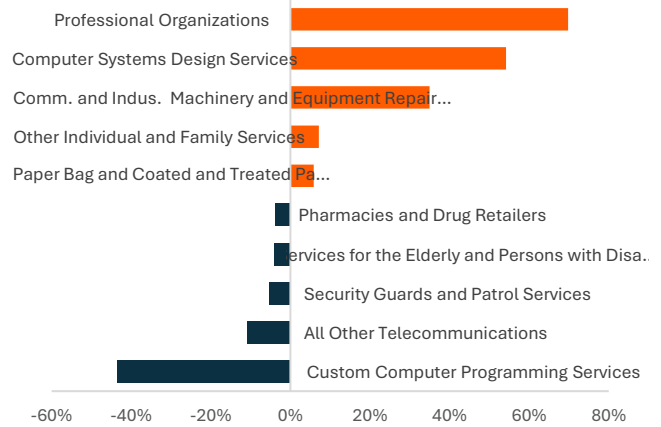 Professional Organizations
Computer Systems Design Services
Comm. and Indus.  Machinery and Equipment Repair...
Other Individual and Family Services
Paper Bag and Coated and Treated Pa...
Pharmacies and Drug Retailers
ervices for the Elderly and Persons with Disa..
Security Guards and Patrol Services
All Other Telecommunications
Custom Computer Programming Services
-60% -40% -20% 0% 20% 40% 60% 80%